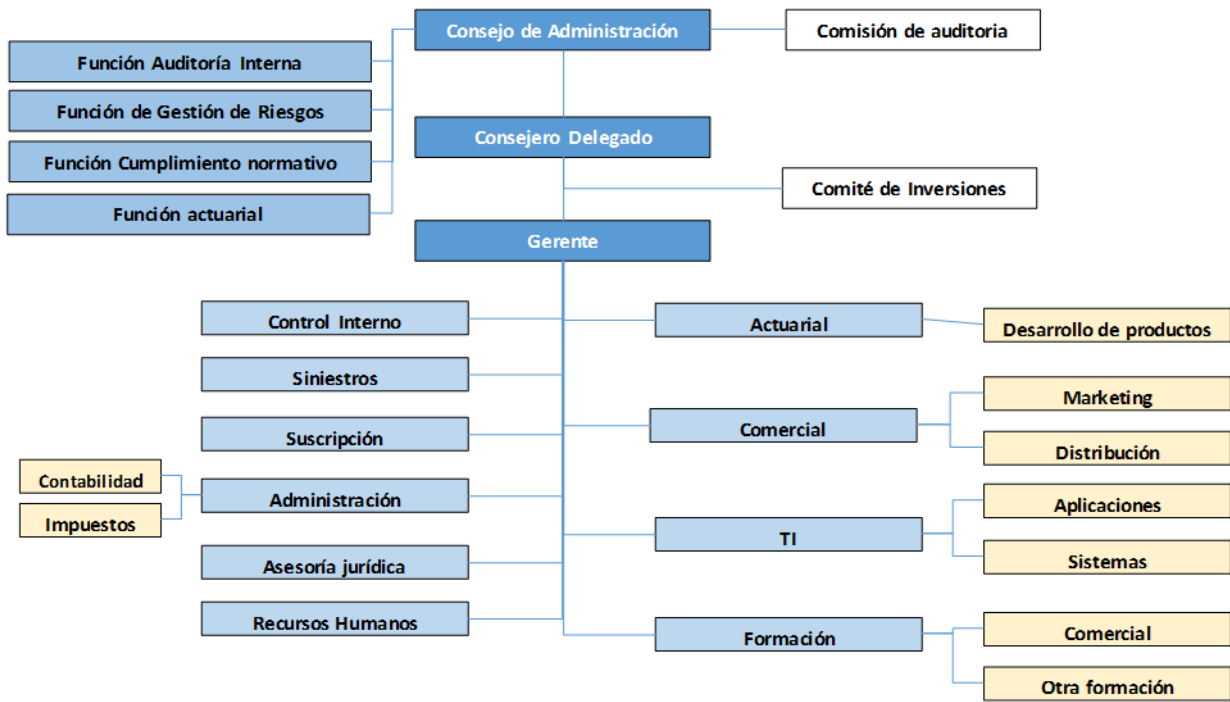 Consejo de Administración
Comisión de auditoria
Función Auditoría Interna
Función de Gestión de Riesgos
Función Cumplimiento normativo
Función actuarial
Consejero Delegado
Comité de Inversiones
Gerente
Control Interno
Siniestros
Suscripción
Administración
Contabilidad
Impuestos
Asesoría jurídica
Recursos Humanos
Actuarial
Desarrollo de productos
Comercial
Marketing
Distribución
TI
Aplicaciones
Sistemas
Formación
Comercial
Otra formación